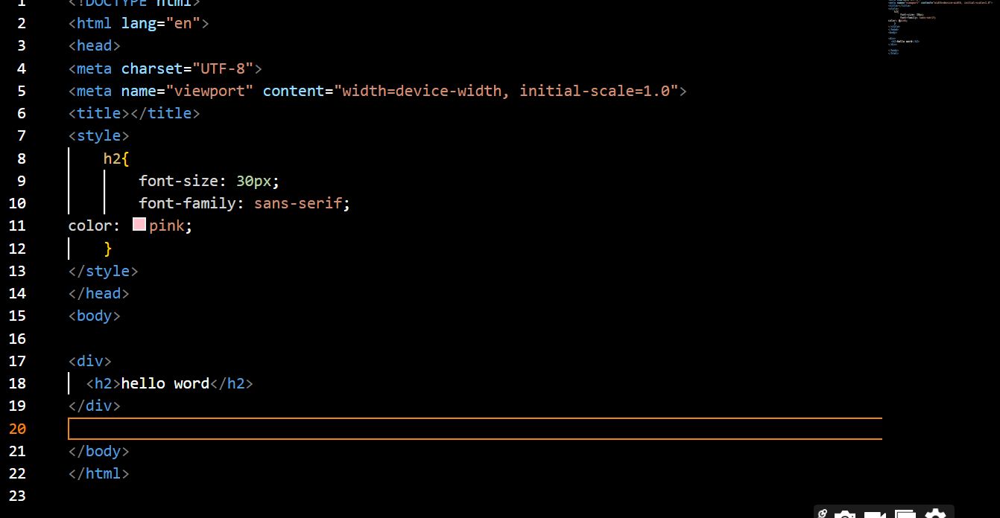 1 <!DOCTYPE html>
2 <html lang="en">
3 <head>
4 <meta charset="UTF-8">
5 <meta name="viewport" content="width=device-width, initial-scale=1.0">
6 <title></title>
7 <style>
8 h2{
9 font-size: 30px;
10 font-family: sans-serif;
11 color: pink;
12 }
13 </style>
14 </head>
15 <body>
16
17 <div>
18 <h2>hello word</h2>
19 </div>
20
21 </body>
22 </html>
23